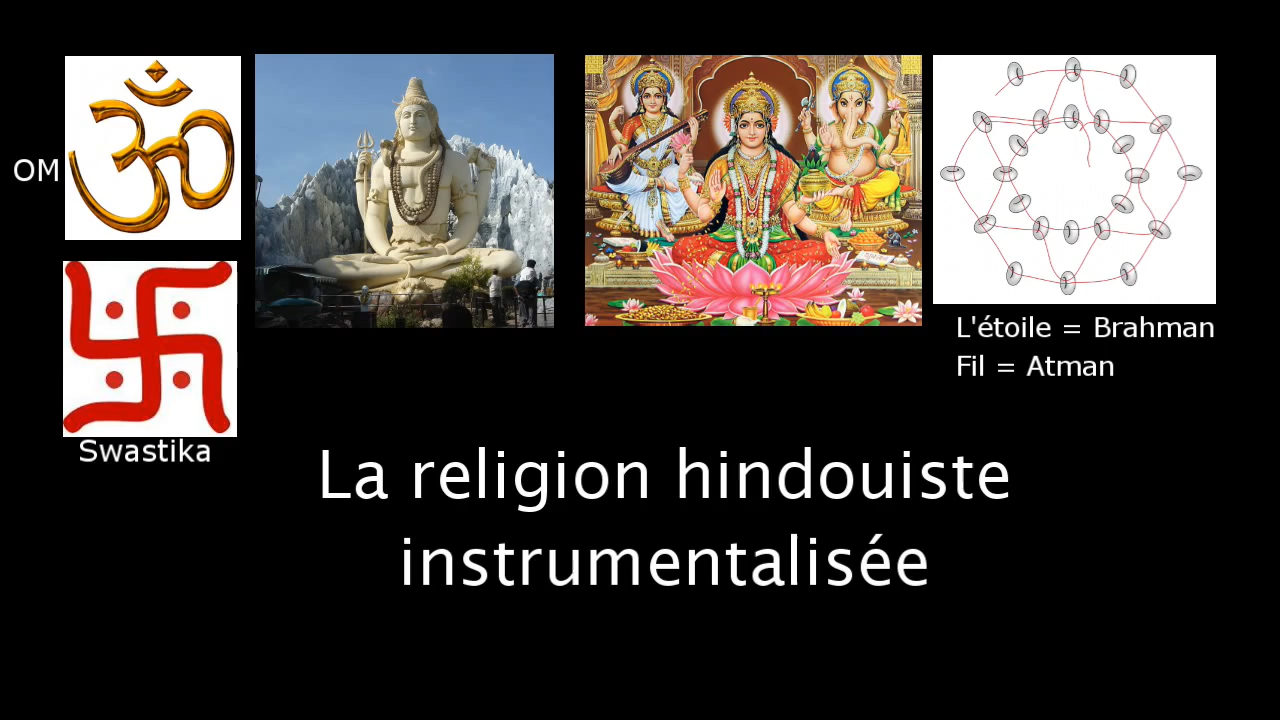 OM
Swastika
L'étoile = Brahman
Fil = Atman
La religion hindouiste
instrumentalisée